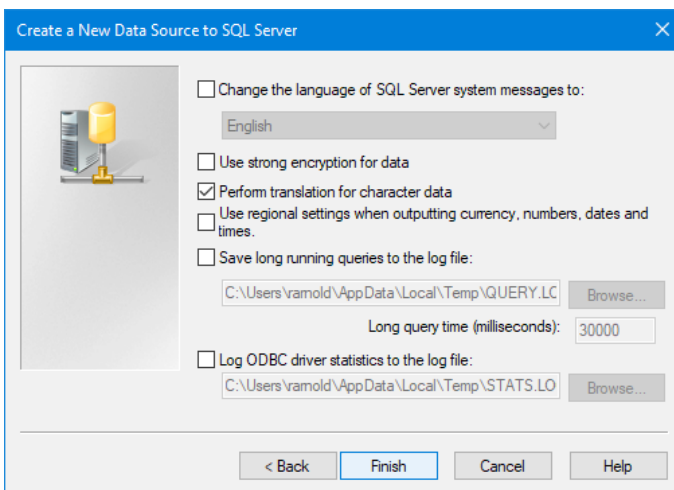 Create a New Data Source to SQL Server
Change the language of SQL Server system messages to:
English
Use strong encryption for data
Perform translation for character data
Use regional settings when outputting currency, numbers, dates and
times.
Save long running queries to the log file:
C:\Users\ramold\AppData\Local\Temp\QUERY.LC
Browse...
Long query time (milliseconds):
30000
Log ODBC driver statistics to the log file:
C:\Users\ramold\AppData\Local\Temp\STATS.LO
Browse...
< Back
Finish
Cancel
Help